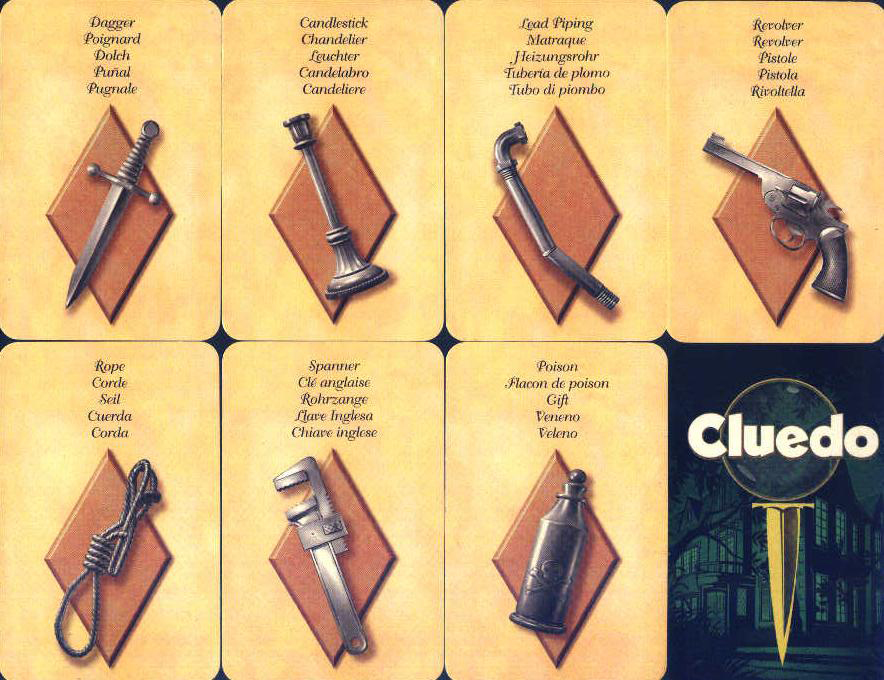 Dagger
Poignard
Dolch
Puñal
Pugnale
Candlestick
Chandelier
Leuchter
Candelabro
Candeliere
Lead Piping
Matraque
Heizungsrohr
Tubería de plomo
Tubo di piombo
Revolver
Revolver
Pistole
Pistola
Rivoltella
Rope
Corde
Seil
Cuerda
Corda
Spanner
Clé anglaise
Rohrzange
Llave Inglesa
Chiave inglese
Poison
Flacon de poison
Gift
Veneno
Veleno
Cluedo